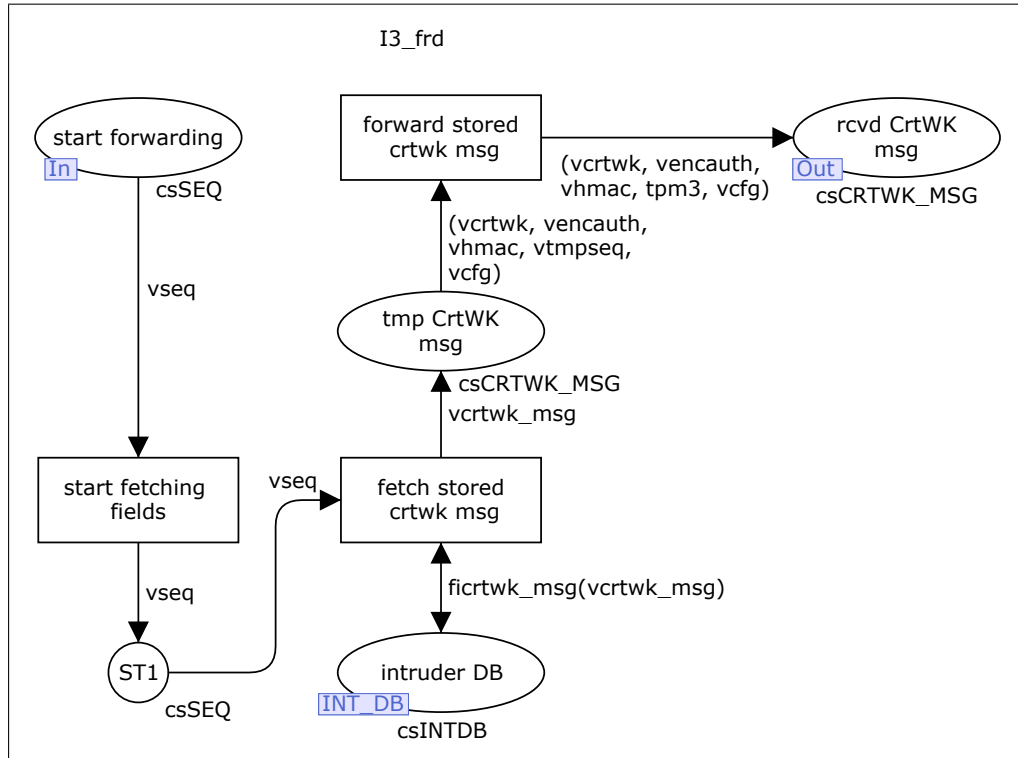 I3_frd
start forwarding
In
csSEQ
forward stored
crtwk msg
rcvd CrtWK
msg
Out
csCRTWK_MSG
(vcrtwk, vencauth,
vhmac, tpm3, vcfg)
(vcrtwk, vencauth,
vhmac, vtmpseq,
vcfg)
vseq
tmp CrtWK
msg
csCRTWK_MSG
vcrtwk_msg
start fetching
fields
vseq
fetch stored
crtwk msg
vseq
ficrtwk_msg(vcrtwk_msg)
ST1
csSEQ
intruder DB
INT_DB
csINTDB